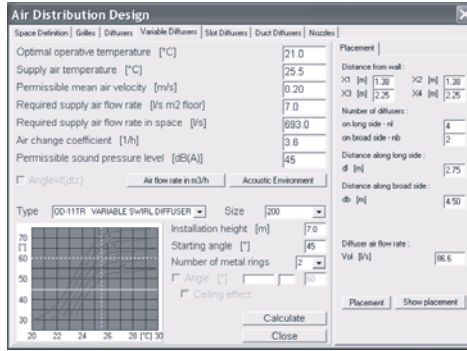 Air Distribution Design
Space Definition Grilles Diffusers Variable Diffusers Slot Diffusers Duct Diffusers Nozzles
Optimal operative temperature [°C] 21.0
Supply air temperature [°C] 25.5
Permissible mean air velocity [m/s] 0.20
Required supply air flow rate [l/s m2 floor] 7.0
Required supply air flow rate in space [l/s] 693.0
Air change coefficient [1/h] 3.6
Permissible sound pressure level [dB(A)] 45
Angle=f(dtz) Air flow rate in m3/h Acoustic Environment
Type OD-11TR VARIABLE SWIRL DIFFUSER Size 200
Installation height [m] 7.0
Starting angle [°] 45
Number of metal rings 2
Angle [°] 60
Ceiling effect
70
60
50
40
30
20 22 24 26 28 [°C] 30
Calculate
Close
Placement
Distance from wall :
X1 [m] 1.38 X2 [m] 1.38
X3 [m] 2.25 X4 [m] 2.25
Number of diffusers :
on long side - nl 4
on broad side - nb 2
Distance along long side :
dl [m] 2.75
Distance along broad side :
db [m] 4.50
Diffuser air flow rate :
Vol [l/s] 86.6
Placement Show placement